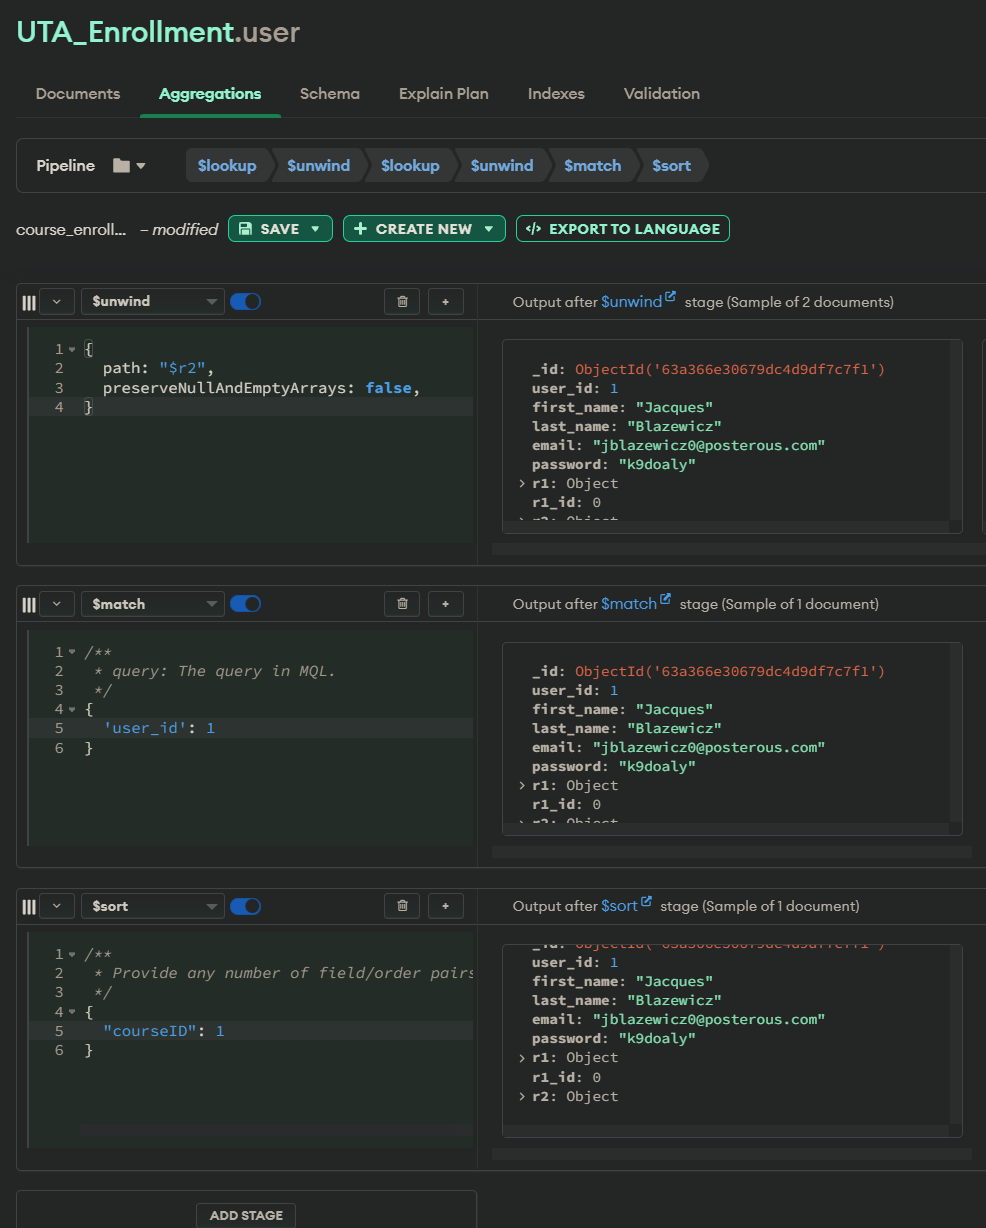 UTA_Enrollment.user
Documents Aggregations Schema Explain Plan Indexes Validation
Pipeline $lookup $unwind $lookup $unwind $match $sort
course_enroll... – modified SAVE CREATE NEW </> EXPORT TO LANGUAGE
$unwind + Output after $unwind stage (Sample of 2 documents)
1 {
2 path: "$r2",
3 preserveNullAndEmptyArrays: false,
4 }
_id: ObjectId('63a366e30679dc4d9df7c7f1')
user_id: 1
first_name: "Jacques"
last_name: "Blazewicz"
email: "jblazewicz0@posterous.com"
password: "k9doaly"
> r1: Object
r1_id: 0
> r2: Object
$match + Output after $match stage (Sample of 1 document)
1 /**
2 * query: The query in MQL.
3 */
4 {
5 'user_id': 1
6 }
_id: ObjectId('63a366e30679dc4d9df7c7f1')
user_id: 1
first_name: "Jacques"
last_name: "Blazewicz"
email: "jblazewicz0@posterous.com"
password: "k9doaly"
> r1: Object
r1_id: 0
> r2: Object
$sort + Output after $sort stage (Sample of 1 document)
1 /**
2 * Provide any number of field/order pairs
3 */
4 {
5 "courseID": 1
6 }
_id: ObjectId('63a366e30679dc4d9df7c7f1')
user_id: 1
first_name: "Jacques"
last_name: "Blazewicz"
email: "jblazewicz0@posterous.com"
password: "k9doaly"
> r1: Object
r1_id: 0
> r2: Object
ADD STAGE